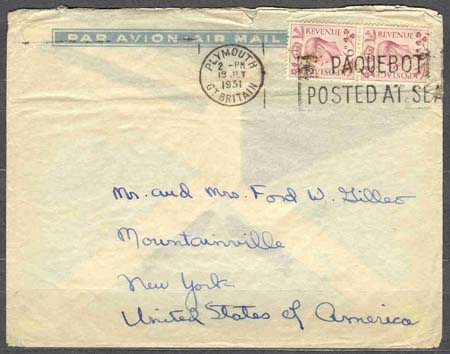 PAR AVION AIR MAIL
REVENUE REVENUE
PLYMOUTH
2 - PM
19 JLY
1951
GT. BRITAIN
PAQUEBOT
POSTED AT SEA
Mr. and Mrs. Ford W. Gilleo
Mountainville
New York
United States of America